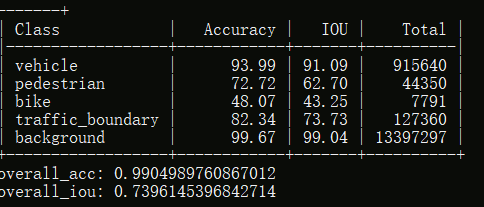 -------+
| Class | Accuracy | IOU | Total |
|------------------+------------+--------+----------|
| vehicle | 93.99 | 91.09 | 915640 |
| pedestrian | 72.72 | 62.70 | 44350 |
| bike | 48.07 | 43.25 | 7791 |
| traffic_boundary | 82.34 | 73.73 | 127360 |
| background | 99.67 | 99.04 | 13397297 |
+------------------+------------+--------+----------+
overall_acc: 0.9904989760867012
overall_iou: 0.7396145396842714